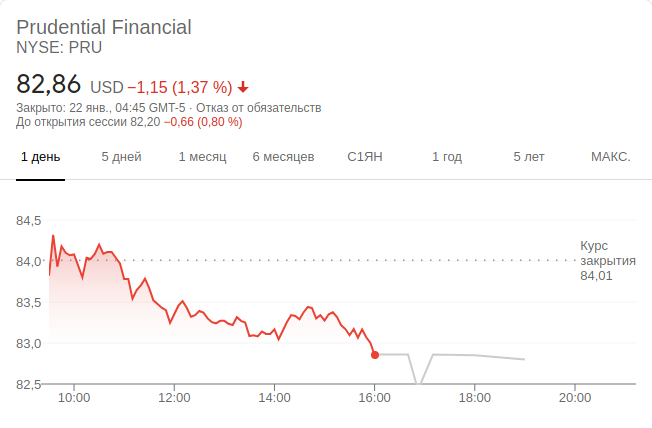 Prudential Financial
NYSE: PRU
82,86 USD −1,15 (1,37 %)
Закрыто: 22 янв., 04:45 GMT-5 · Отказ от обязательств
До открытия сессии 82,20 −0,66 (0,80 %)
1 день 5 дней 1 месяц 6 месяцев С1ЯН 1 год 5 лет МАКС.
84,5
84,0
83,5
83,0
82,5
Курс
закрытия
84,01
10:00 12:00 14:00 16:00 18:00 20:00